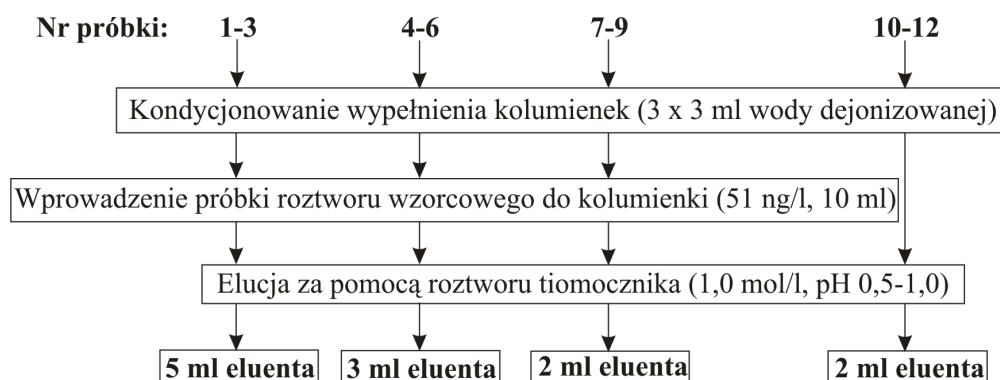 Nr próbki: 1-3 4-6 7-9 10-12
Kondycjonowanie wypełnienia kolumienek (3 x 3 ml wody dejonizowanej)
Wprowadzenie próbki roztworu wzorcowego do kolumienki (51 ng/l, 10 ml)
Elucja za pomocą roztworu tiomocznika (1,0 mol/l, pH 0,5-1,0)
5 ml eluenta 3 ml eluenta 2 ml eluenta 2 ml eluenta